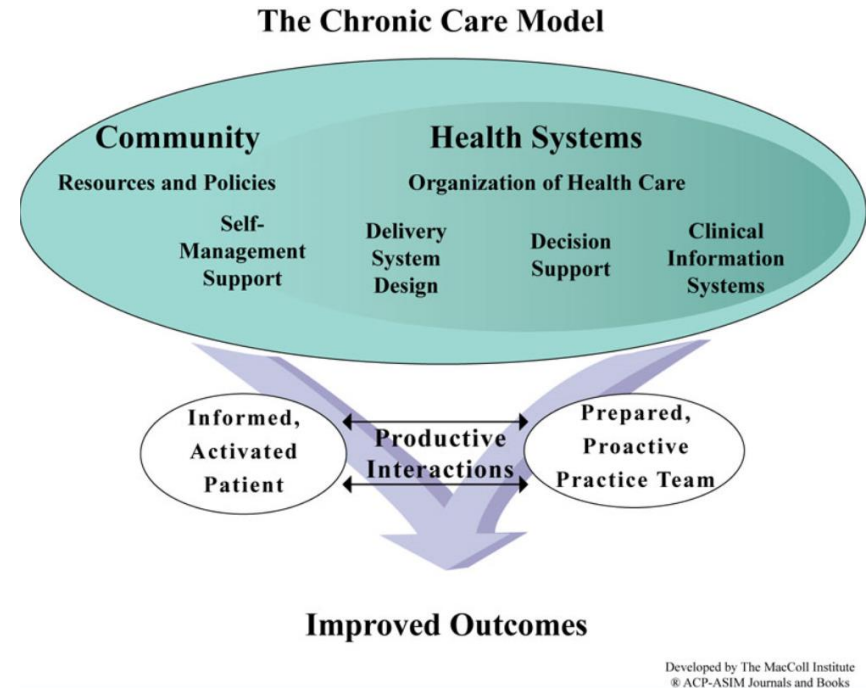 The Chronic Care Model
Community
Health Systems
Resources and Policies
Organization of Health Care
Self-
Management
Support
Delivery
System
Design
Decision
Support
Clinical
Information
Systems
Informed,
Activated
Patient
Productive
Interactions
Prepared,
Proactive
Practice Team
Improved Outcomes
Developed by The MacColl Institute
® ACP-ASIM Journals and Books